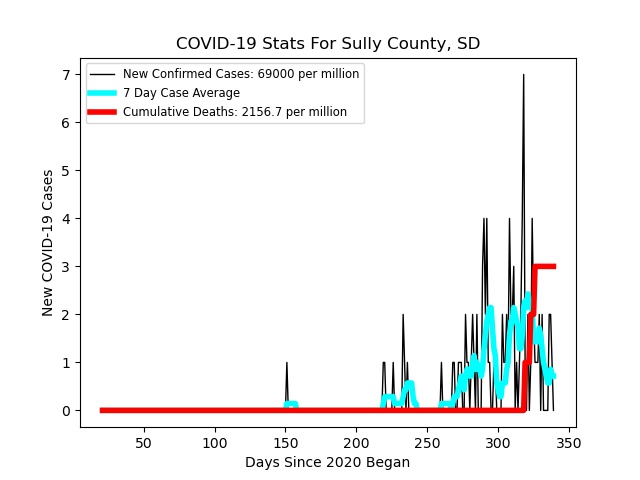 COVID-19 Stats For Sully County, SD
New Confirmed Cases: 69000 per million
7 Day Case Average
Cumulative Deaths: 2156.7 per million
New COVID-19 Cases
7
6
5
4
3
2
1
0
50 100 150 200 250 300 350
Days Since 2020 Began